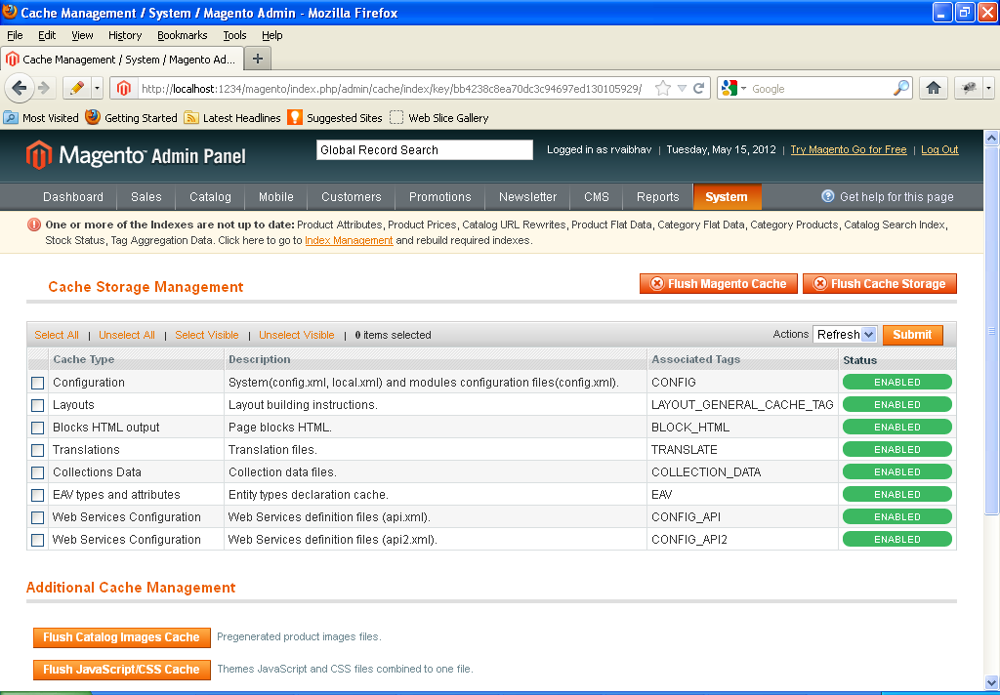 Cache Management / System / Magento Admin - Mozilla Firefox
File Edit View History Bookmarks Tools Help
Cache Management / System / Magento Ad...
http://localhost:1234/magento/index.php/admin/cache/index/key/bb4238c8ea70dc3c94697ed130105929/
Google
Most Visited Getting Started Latest Headlines Suggested Sites Web Slice Gallery
Magento™ Admin Panel
Global Record Search
Logged in as rvaibhav | Tuesday, May 15, 2012 | Try Magento Go for Free | Log Out
Dashboard Sales Catalog Mobile Customers Promotions Newsletter CMS Reports System Get help for this page
One or more of the Indexes are not up to date: Product Attributes, Product Prices, Catalog URL Rewrites, Product Flat Data, Category Flat Data, Category Products, Catalog Search Index,
Stock Status, Tag Aggregation Data. Click here to go to Index Management and rebuild required indexes.
Cache Storage Management
Flush Magento Cache Flush Cache Storage
Select All | Unselect All | Select Visible | Unselect Visible | 0 items selected
Actions Refresh Submit
Cache Type Description Associated Tags Status
Configuration System(config.xml, local.xml) and modules configuration files(config.xml). CONFIG ENABLED
Layouts Layout building instructions. LAYOUT_GENERAL_CACHE_TAG ENABLED
Blocks HTML output Page blocks HTML. BLOCK_HTML ENABLED
Translations Translation files. TRANSLATE ENABLED
Collections Data Collection data files. COLLECTION_DATA ENABLED
EAV types and attributes Entity types declaration cache. EAV ENABLED
Web Services Configuration Web Services definition files (api.xml). CONFIG_API ENABLED
Web Services Configuration Web Services definition files (api2.xml). CONFIG_API2 ENABLED
Additional Cache Management
Flush Catalog Images Cache Pregenerated product images files.
Flush JavaScript/CSS Cache Themes JavaScript and CSS files combined to one file.